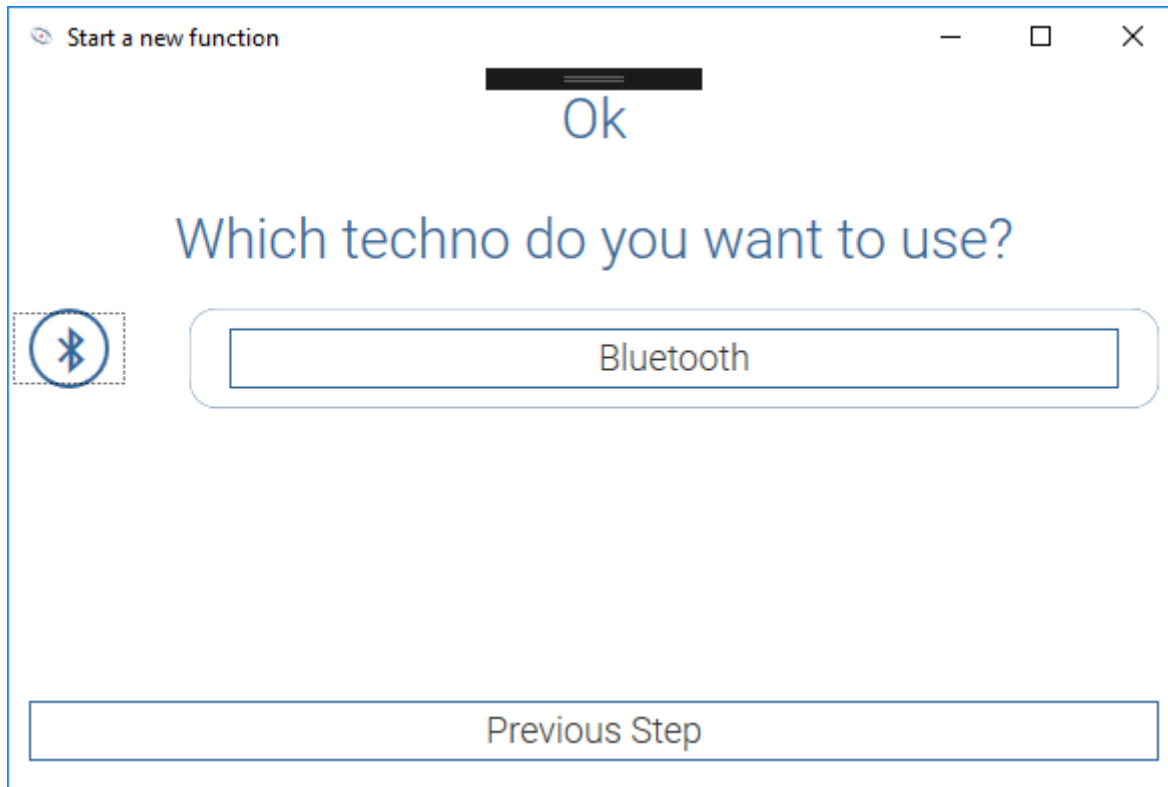 Start a new function
Ok
Which techno do you want to use?
Bluetooth
Previous Step